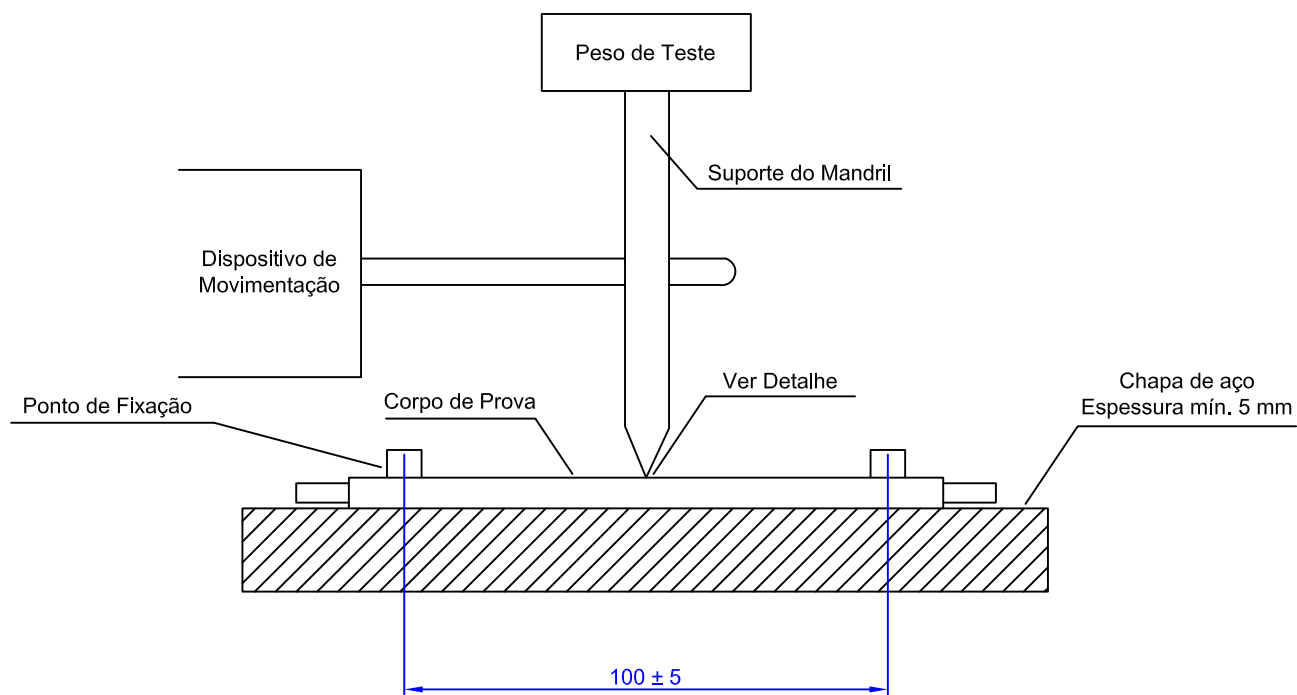 Peso de Teste
Suporte do Mandril
Dispositivo de
Movimentação
Ver Detalhe
Chapa de aço
Espessura mín. 5 mm
Ponto de Fixação
Corpo de Prova
100 ± 5